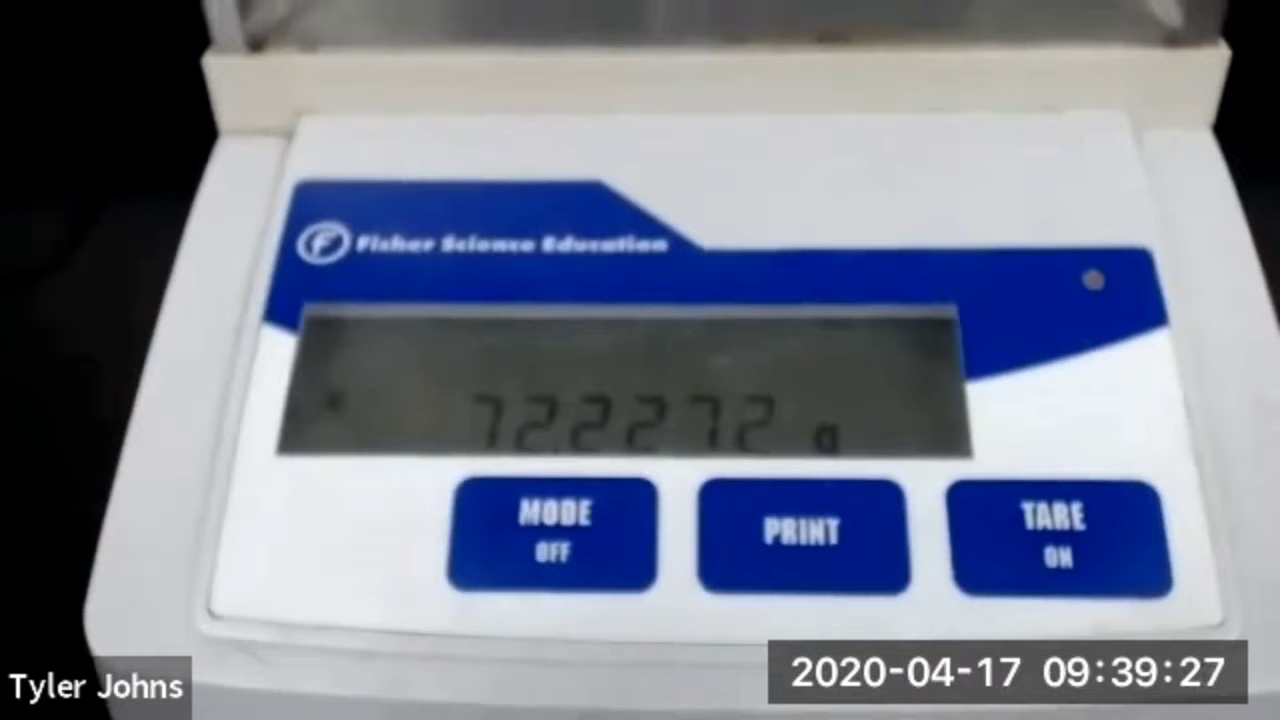 F Fisher Science Education
72.2272 g
MODE
OFF
PRINT
TARE
ON
Tyler Johns
2020-04-17 09:39:27